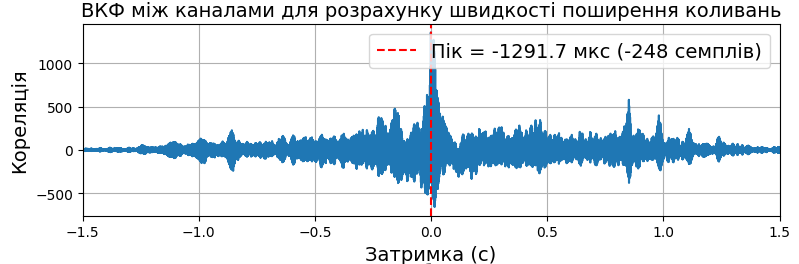 ВКФ між каналами для розрахунку швидкості поширення коливань
Пік = -1291.7 мкс (-248 семплів)
Кореляція
1000
500
0
−500
−1.5
−1.0
−0.5
0.0
0.5
1.0
1.5
Затримка (с)